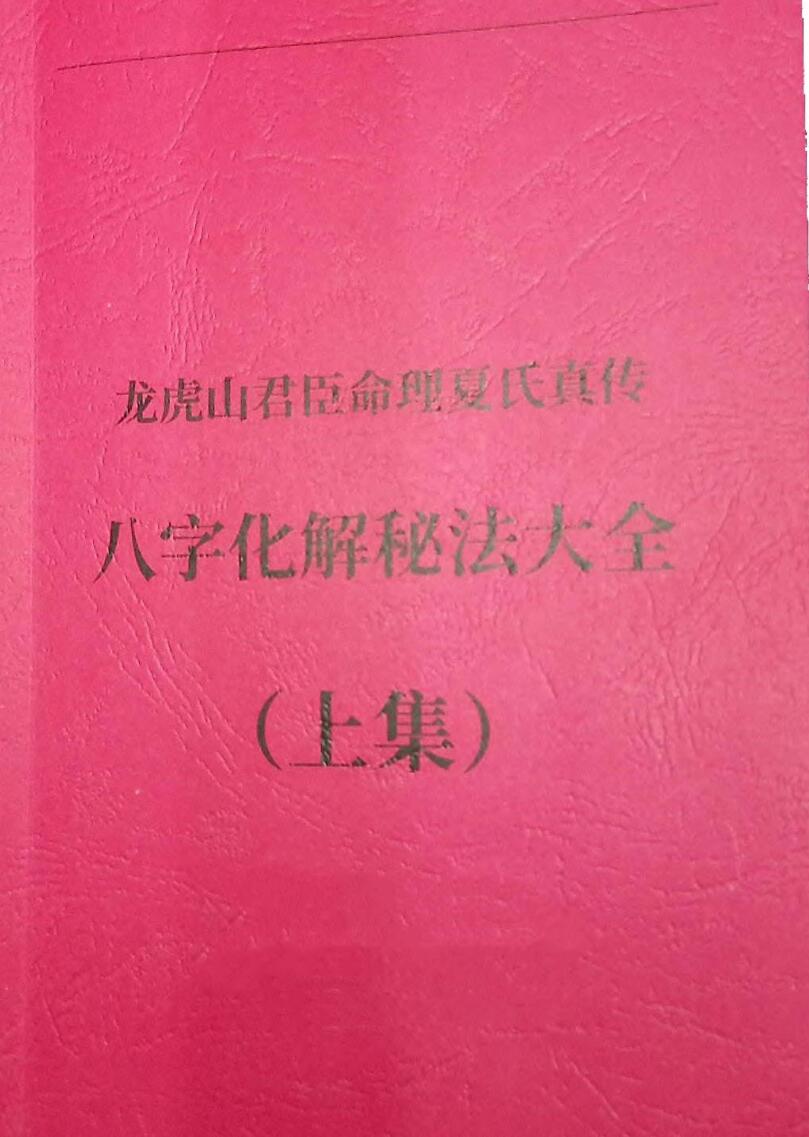 龙虎山君臣命理夏氏真传
八字化解秘法大全
（上集）